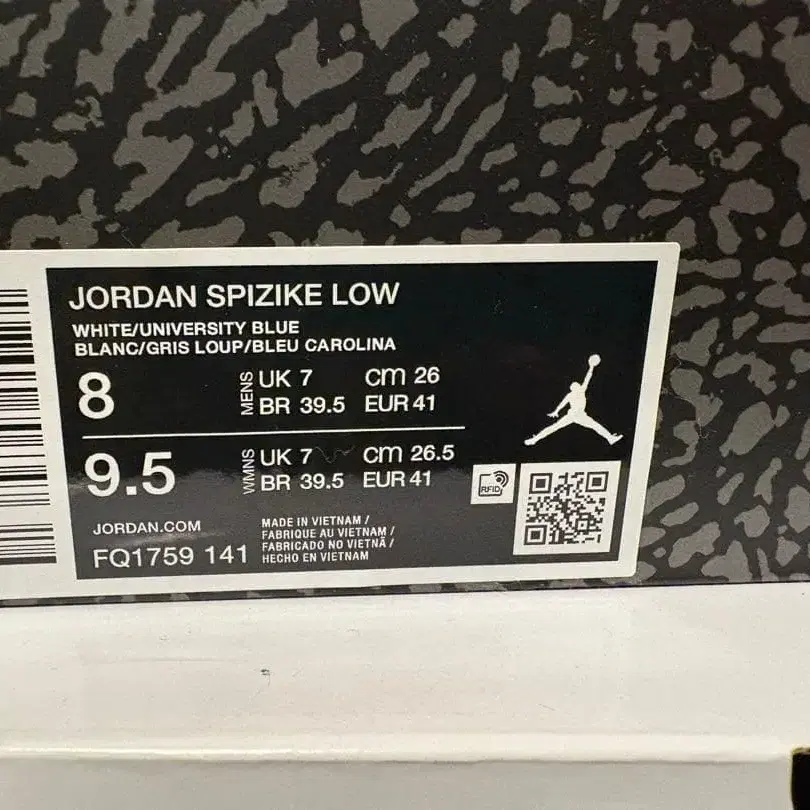 JORDAN SPIZIKE LOW
WHITE/UNIVERSITY BLUE
BLANC/GRIS LOUP/BLEU CAROLINA
8 MENS UK 7 cm 26
BR 39.5 EUR 41
9.5 WMNS UK 7 cm 26.5
BR 39.5 EUR 41
RFID
JORDAN.COM
FQ1759 141
MADE IN VIETNAM /
FABRIQUE AU VIETNAM /
FABRICADO NO VIETNÃ /
HECHO EN VIETNAM